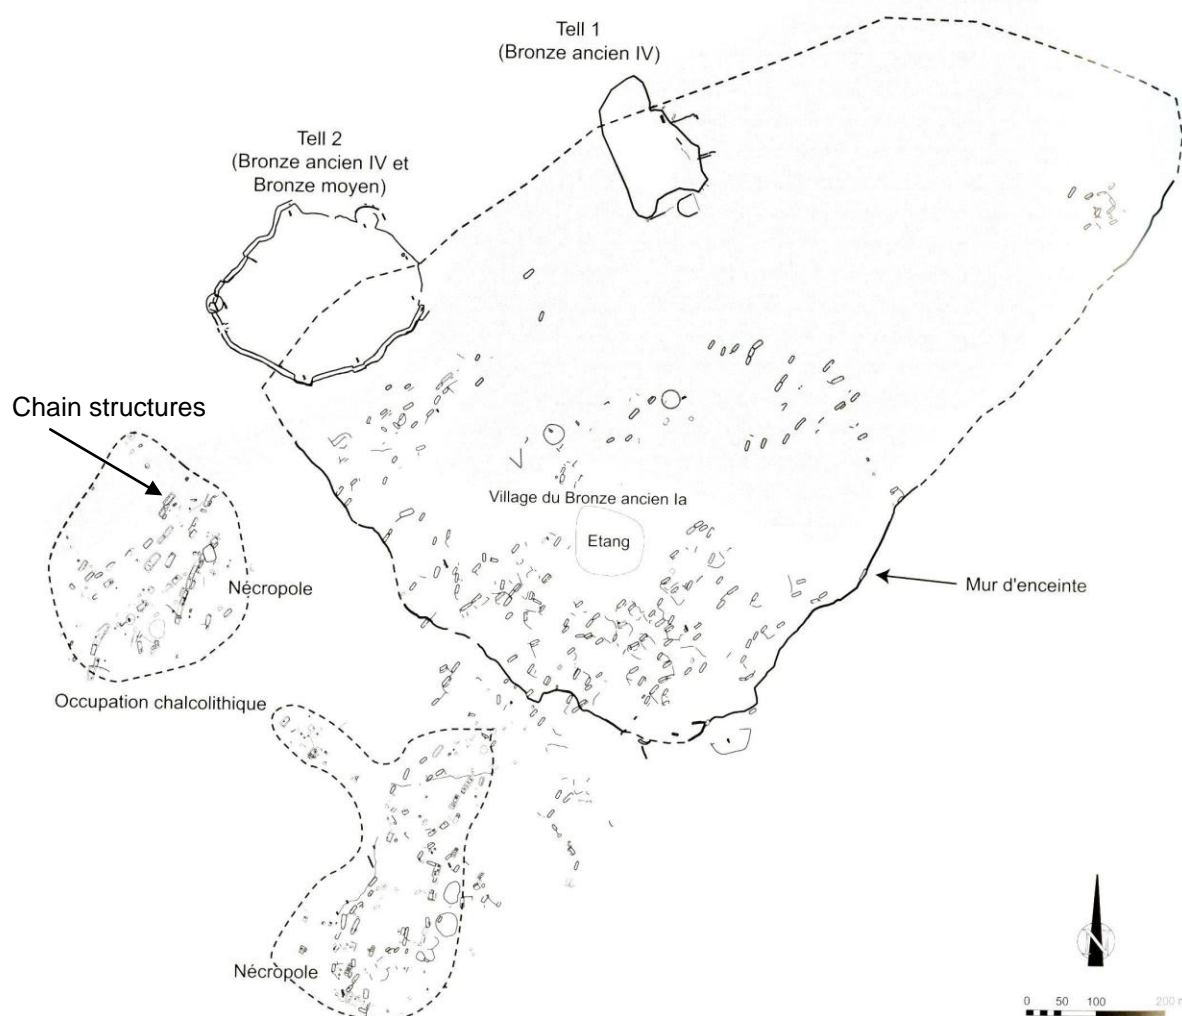 Tell 1
(Bronze ancien IV)
Tell 2
(Bronze ancien IV et
Bronze moyen)
Chain structures
Village du Bronze ancien Ia
Etang
Nécropole
Mur d'enceinte
Occupation chalcolithique
Nécropole
N
0 50 100 200 m